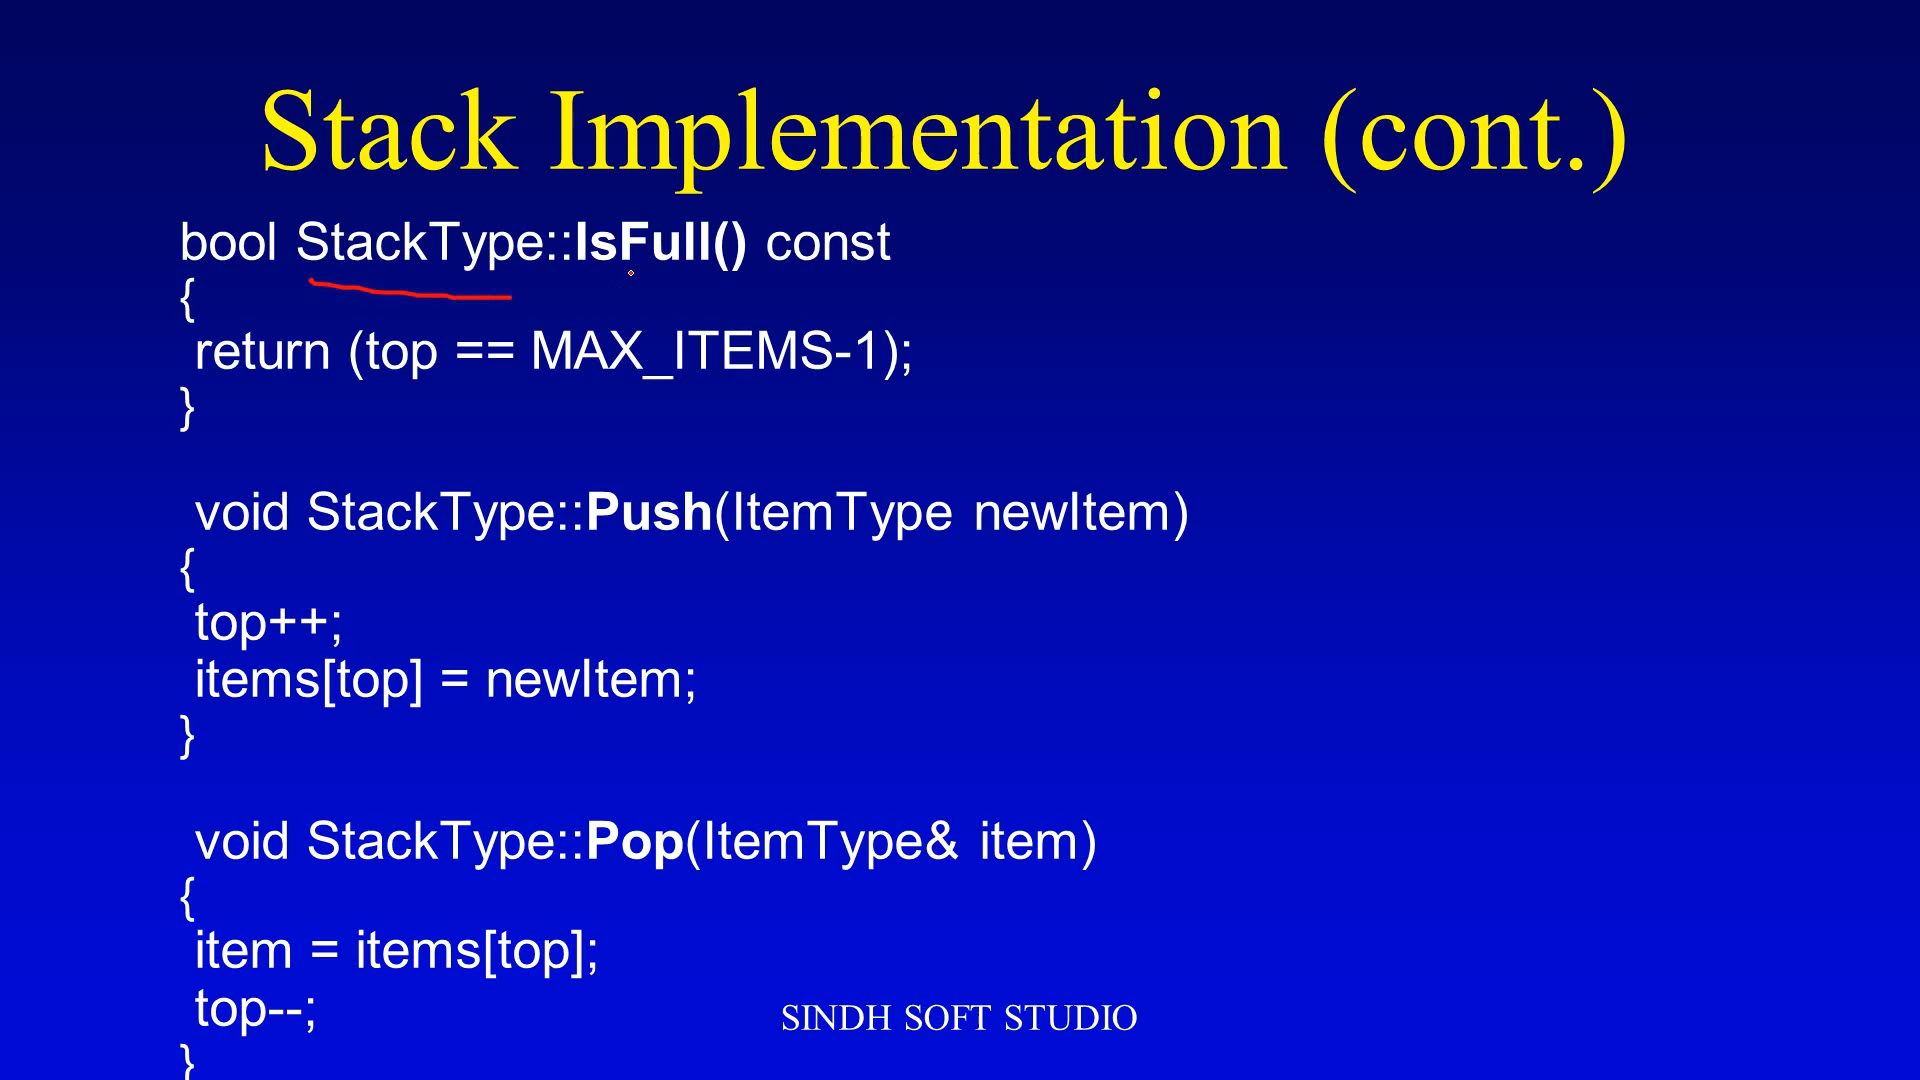 Stack Implementation (cont.)
bool StackType::IsFull() const
{
return (top == MAX_ITEMS-1);
}
void StackType::Push(ItemType newItem)
{
top++;
items[top] = newItem;
}
void StackType::Pop(ItemType& item)
{
item = items[top];
top--;
}
SINDH SOFT STUDIO